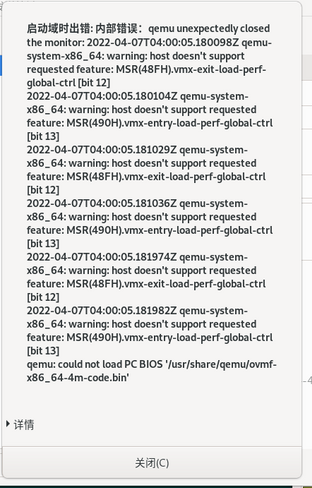 启动域时出错: 内部错误：qemu unexpectedly closed
the monitor: 2022-04-07T04:00:05.180098Z qemu-
system-x86_64: warning: host doesn't support
requested feature: MSR(48FH).vmx-exit-load-perf-
global-ctrl [bit 12]
2022-04-07T04:00:05.180104Z qemu-system-
x86_64: warning: host doesn't support requested
feature: MSR(490H).vmx-entry-load-perf-global-ctrl
[bit 13]
2022-04-07T04:00:05.181029Z qemu-system-
x86_64: warning: host doesn't support requested
feature: MSR(48FH).vmx-exit-load-perf-global-ctrl
[bit 12]
2022-04-07T04:00:05.181036Z qemu-system-
x86_64: warning: host doesn't support requested
feature: MSR(490H).vmx-entry-load-perf-global-ctrl
[bit 13]
2022-04-07T04:00:05.181974Z qemu-system-
x86_64: warning: host doesn't support requested
feature: MSR(48FH).vmx-exit-load-perf-global-ctrl
[bit 12]
2022-04-07T04:00:05.181982Z qemu-system-
x86_64: warning: host doesn't support requested
feature: MSR(490H).vmx-entry-load-perf-global-ctrl
[bit 13]
qemu: could not load PC BIOS '/usr/share/qemu/ovmf-
x86_64-4m-code.bin'
详情
关闭(C)